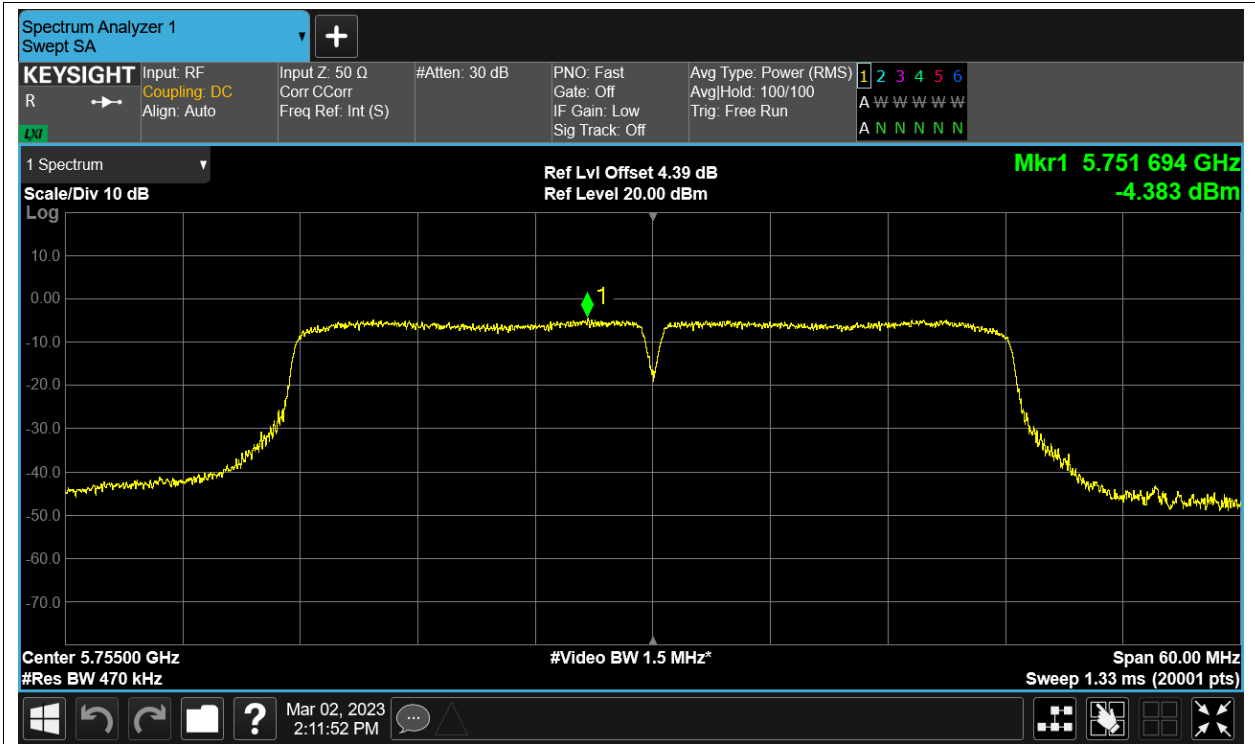 Spectrum Analyzer 1
Swept SA
KEYSIGHT
R
LXI
Input: RF
Coupling: DC
Align: Auto
Input Z: 50 Ω
Corr CCorr
Freq Ref: Int (S)
#Atten: 30 dB
PNO: Fast
Gate: Off
IF Gain: Low
Sig Track: Off
Avg Type: Power (RMS)
Avg|Hold: 100/100
Trig: Free Run
1 2 3 4 5 6
A W W W W W
A N N N N N
1 Spectrum
Scale/Div 10 dB
Log
Ref Lvl Offset 4.39 dB
Ref Level 20.00 dBm
Mkr1 5.751 694 GHz
-4.383 dBm
10.0
0.00
1
-10.0
-20.0
-30.0
-40.0
-50.0
-60.0
-70.0
Center 5.75500 GHz
#Res BW 470 kHz
#Video BW 1.5 MHz*
Span 60.00 MHz
Sweep 1.33 ms (20001 pts)
?
Mar 02, 2023
2:11:52 PM